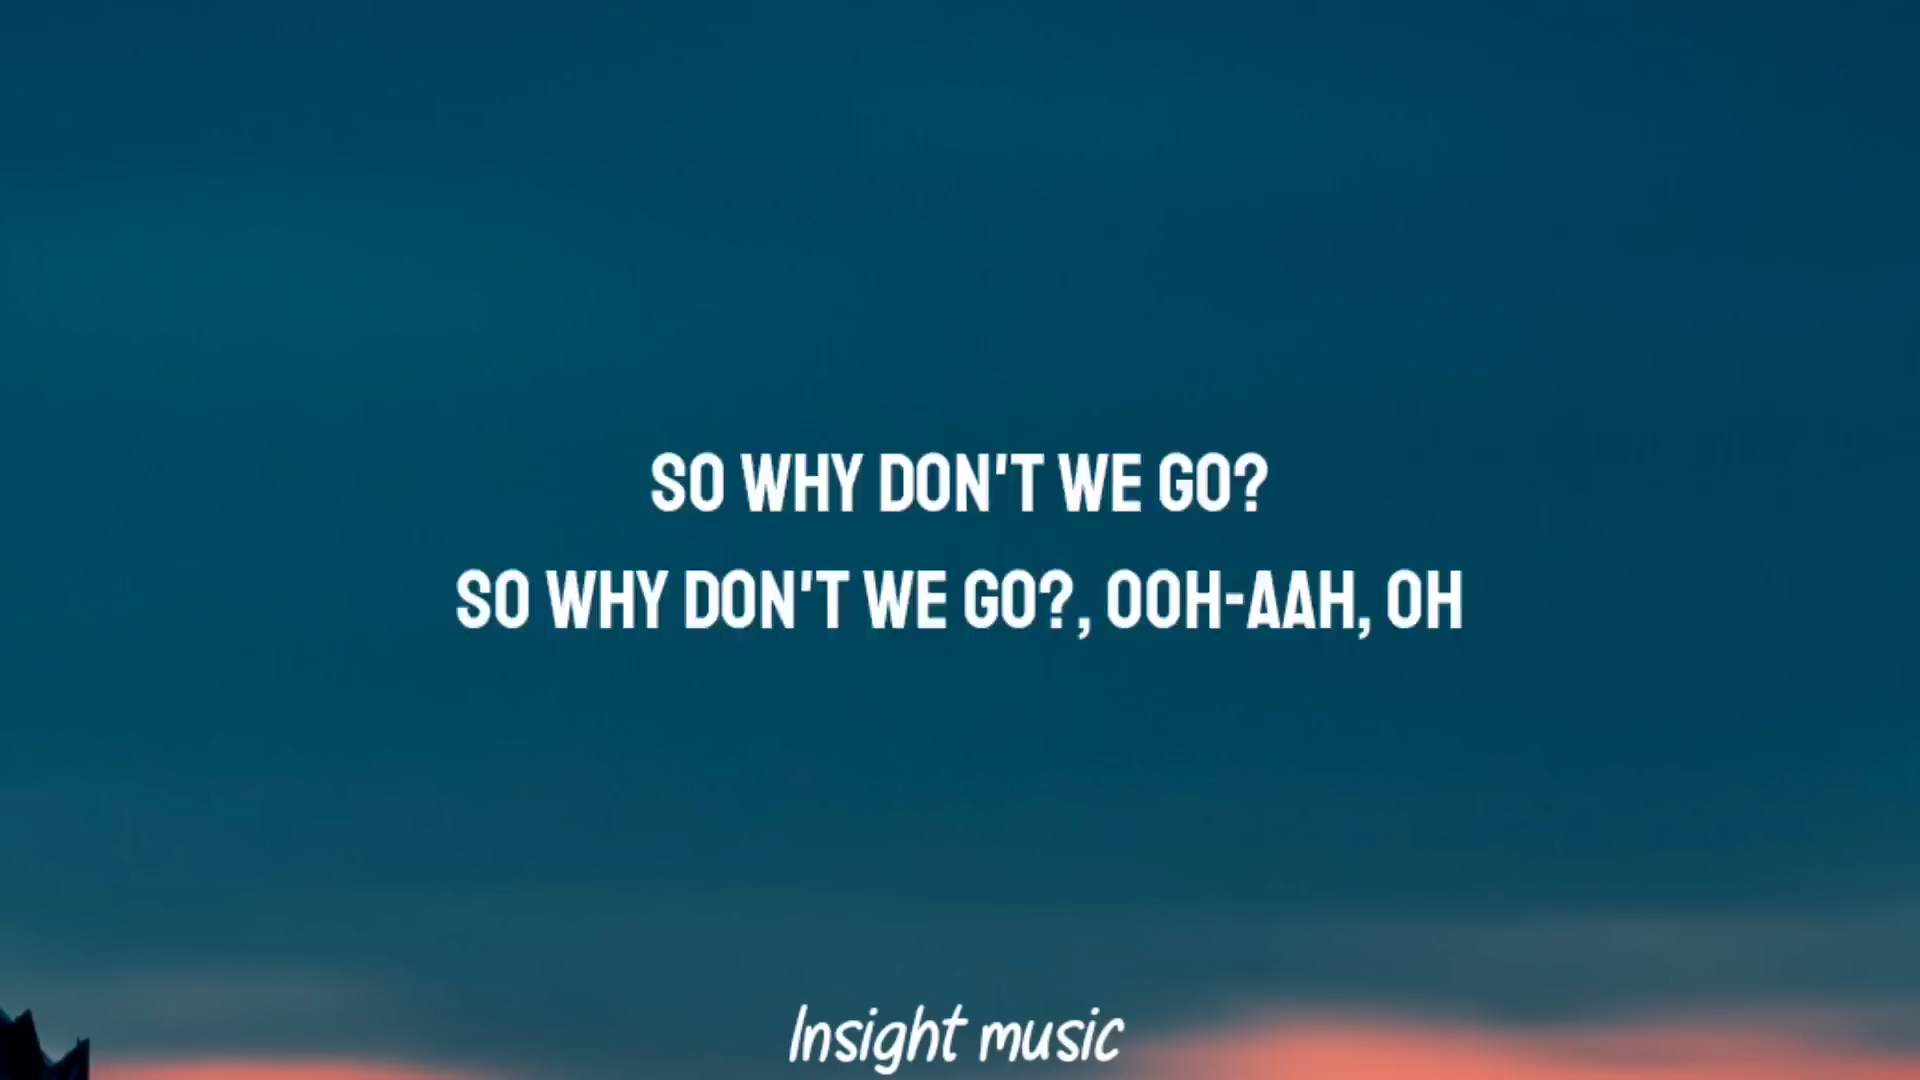 SO WHY DON'T WE GO?
SO WHY DON'T WE GO?, OOH-AAH, OH
Insight music